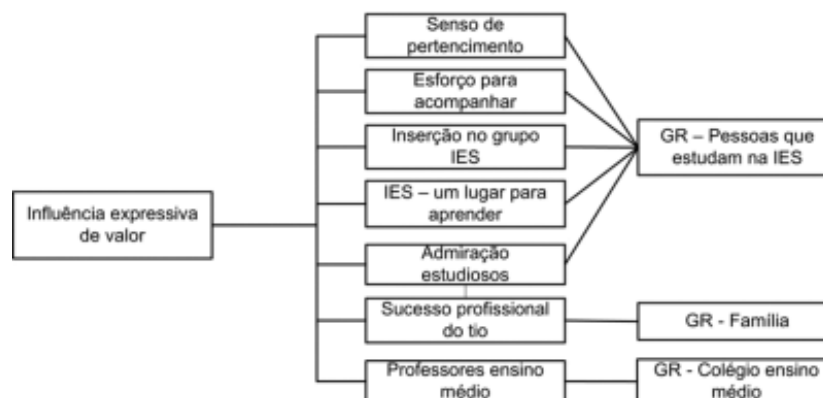 Senso de
pertencimento
Esforço para
acompanhar
Inserção no grupo
IES
GR – Pessoas que
estudam na IES
IES – um lugar para
aprender
Influência expressiva
de valor
Admiração
estudiosos
Sucesso profissional
do tio
GR - Família
Professores ensino
médio
GR - Colégio ensino
médio